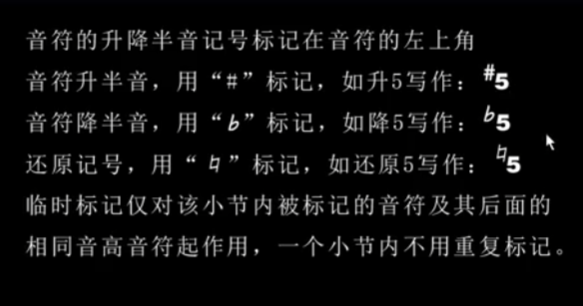 音符的升降半音记号标记在音符的左上角
音符升半音，用“#”标记，如升5写作：#5
音符降半音，用“b”标记，如降5写作：b5
还原记号，用“♮”标记，如还原5写作：♮5
临时标记仅对该小节内被标记的音符及其后面的
相同音高音符起作用，一个小节内不用重复标记。